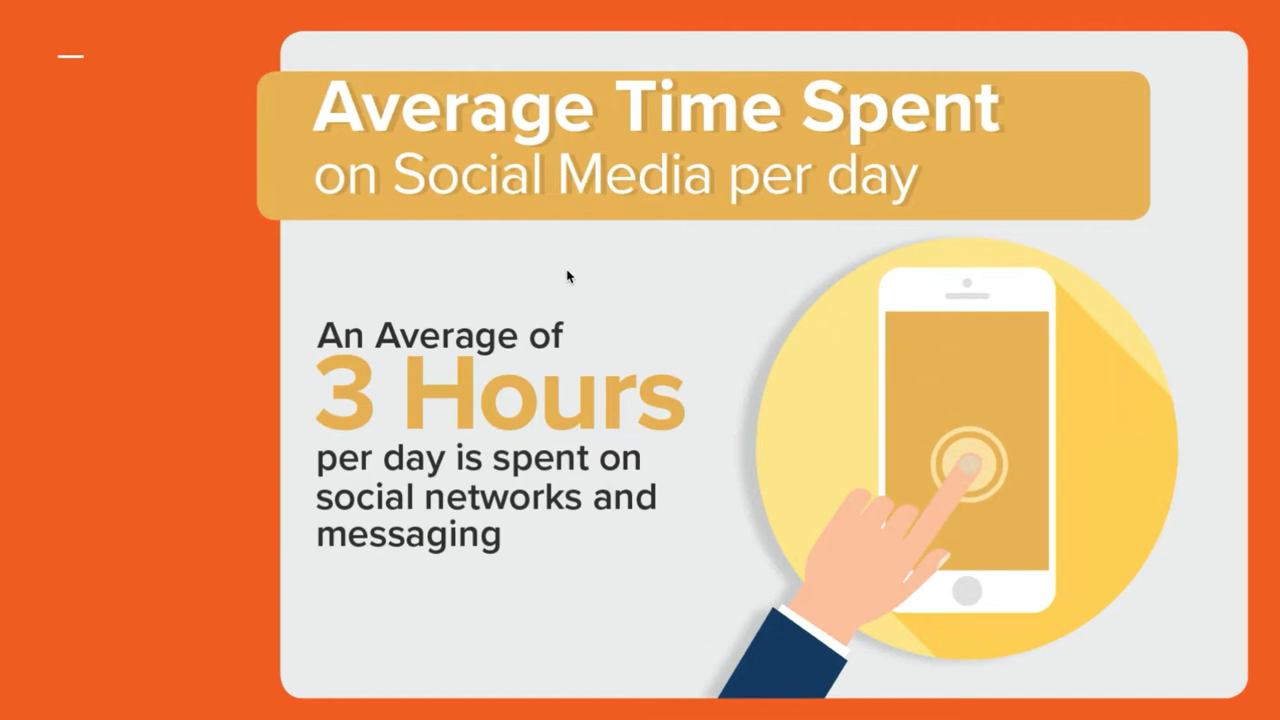 Average Time Spent
on Social Media per day
An Average of
3 Hours
per day is spent on
social networks and
messaging